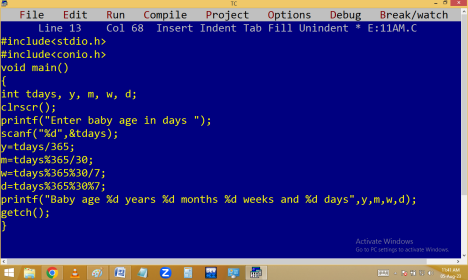 TC
File Edit Run Compile Project Options Debug Break/watch
Line 13 Col 68 Insert Indent Tab Fill Unindent * E:11AM.C
#include<stdio.h>
#include<conio.h>
void main()
{
int tdays, y, m, w, d;
clrscr();
printf("Enter baby age in days ");
scanf("%d",&tdays);
y=tdays/365;
m=tdays%365/30;
w=tdays%365%30/7;
d=tdays%365%30%7;
printf("Baby age %d years %d months %d weeks and %d days",y,m,w,d);
getch();
}
Activate Windows
Go to PC settings to activate Windows.
11:41 AM